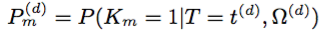 P_m^{(d)} = P(K_m = 1|T = t^{(d)}, Ω^{(d)})